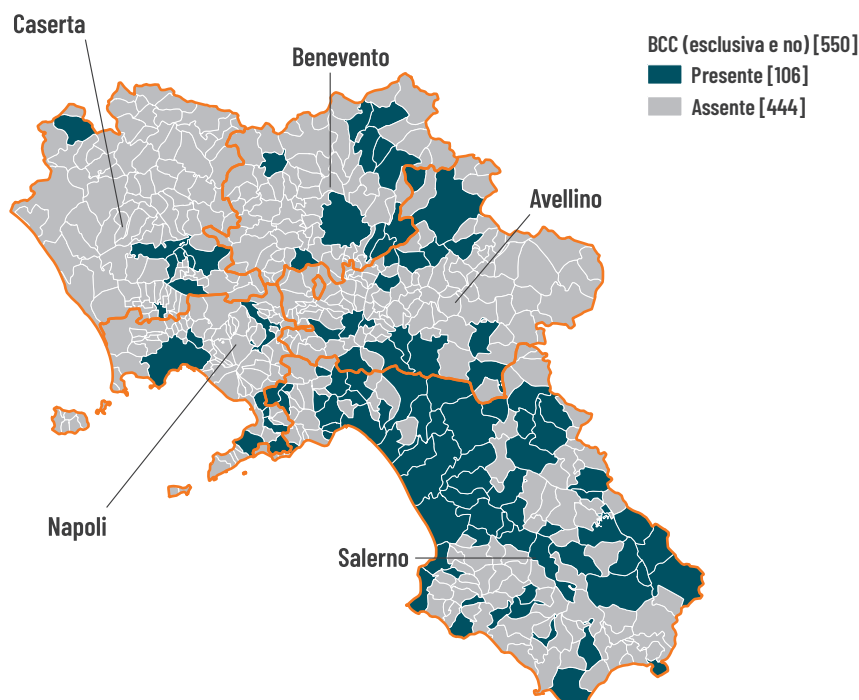 Caserta
Benevento
BCC (esclusiva e no) [550]
Presente [106]
Assente [444]
Avellino
Napoli
Salerno